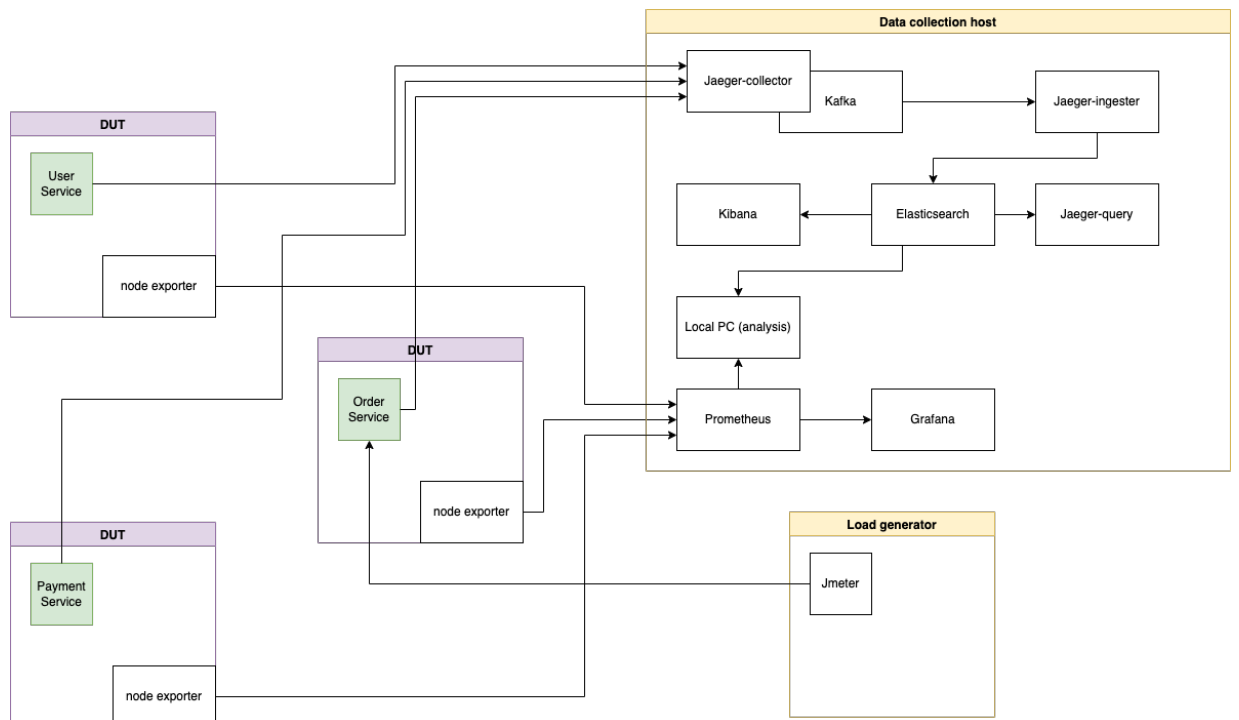 Data collection host
Jaeger-collector
Kafka
Jaeger-ingester
DUT
User
Service
Kibana
Elasticsearch
Jaeger-query
node exporter
Local PC (analysis)
DUT
Order
Service
Prometheus
Grafana
node exporter
DUT
Load generator
Payment
Service
Jmeter
node exporter